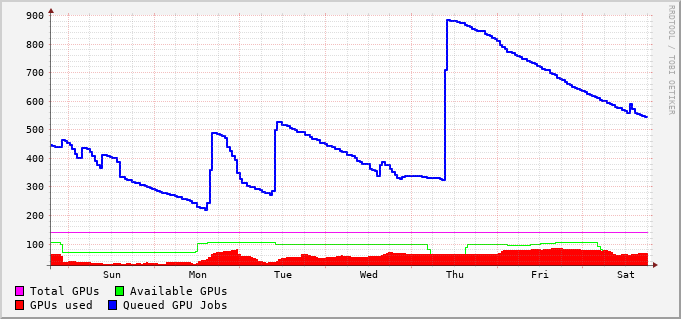 900
800
700
600
500
400
300
200
100
Sun Mon Tue Wed Thu Fri Sat
Total GPUs Available GPUs
GPUs used Queued GPU Jobs
RRDTOOL / TOBI OETIKER